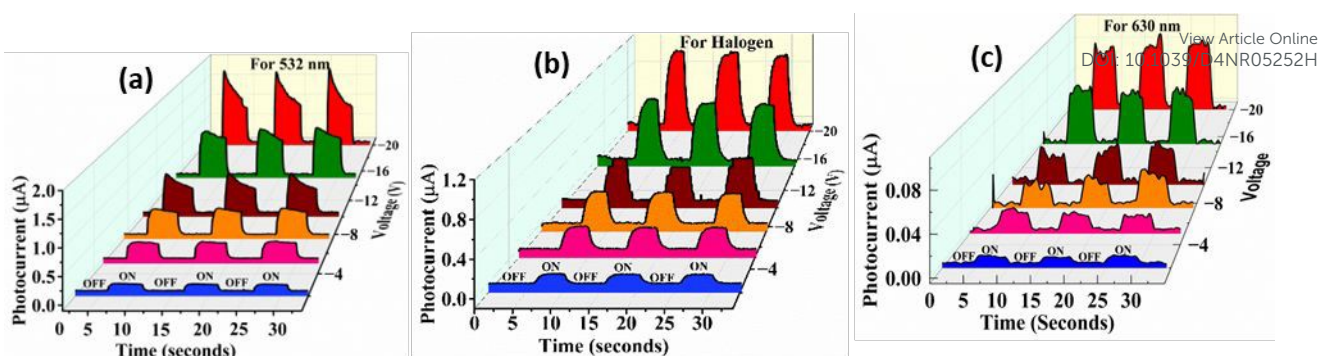 View Article Online
DOI: 10.1039/D4NR05252H
(a)
For 532 nm
Photocurrent (µA)
2.0
1.5
1.0
0.5
0.0
OFF ON OFF ON OFF ON
0 5 10 15 20 25 30
Time (seconds)
−20
−16
−12
−8
−4
Voltage (V)
(b)
For Halogen
Photocurrent (µA)
1.2
0.8
0.4
0.0
OFF ON OFF ON OFF ON
0 5 10 15 20 25 30
Time (seconds)
−20
−16
−12
−8
−4
Voltage (V)
(c)
For 630 nm
Photocurrent (µA)
0.08
0.04
0.00
OFF ON OFF ON OFF ON
0 5 10 15 20 25 30
Time (Seconds)
−20
−16
−12
−8
−4
Voltage